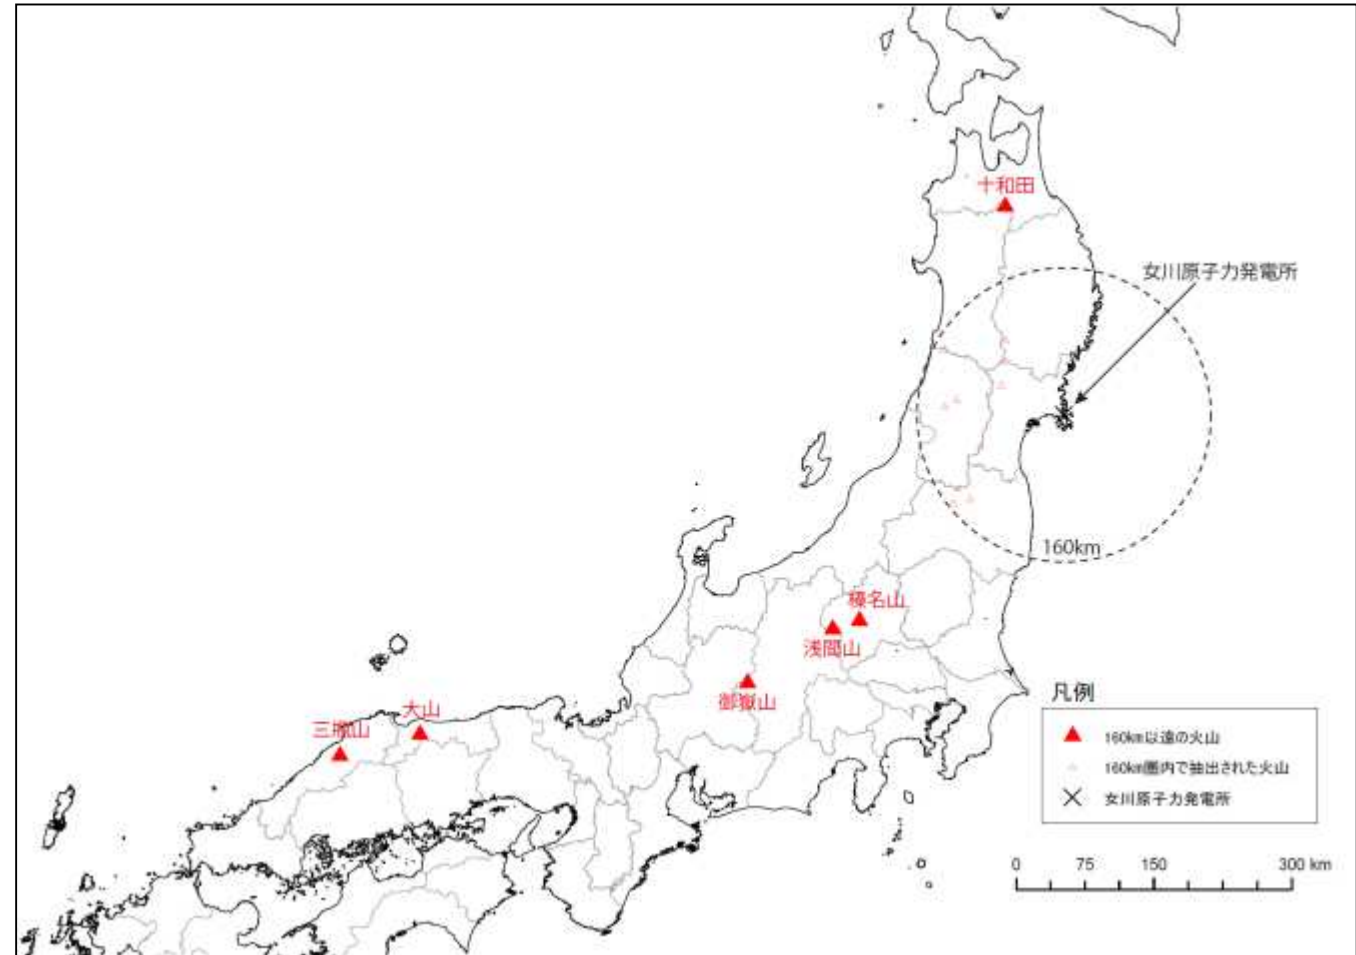 十和田
女川原子力発電所
160km
榛名山
浅間山
御嶽山
大山
三瓶山
凡例
160km以遠の火山
160km圏内で抽出された火山
女川原子力発電所
0 75 150 300 km